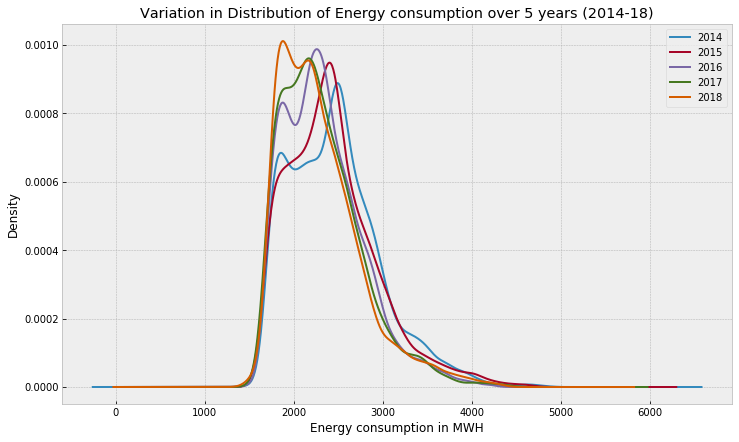 Variation in Distribution of Energy consumption over 5 years (2014-18)
2014
2015
2016
2017
2018
0.0010
0.0008
0.0006
0.0004
0.0002
0.0000
Density
0 1000 2000 3000 4000 5000 6000
Energy consumption in MWH